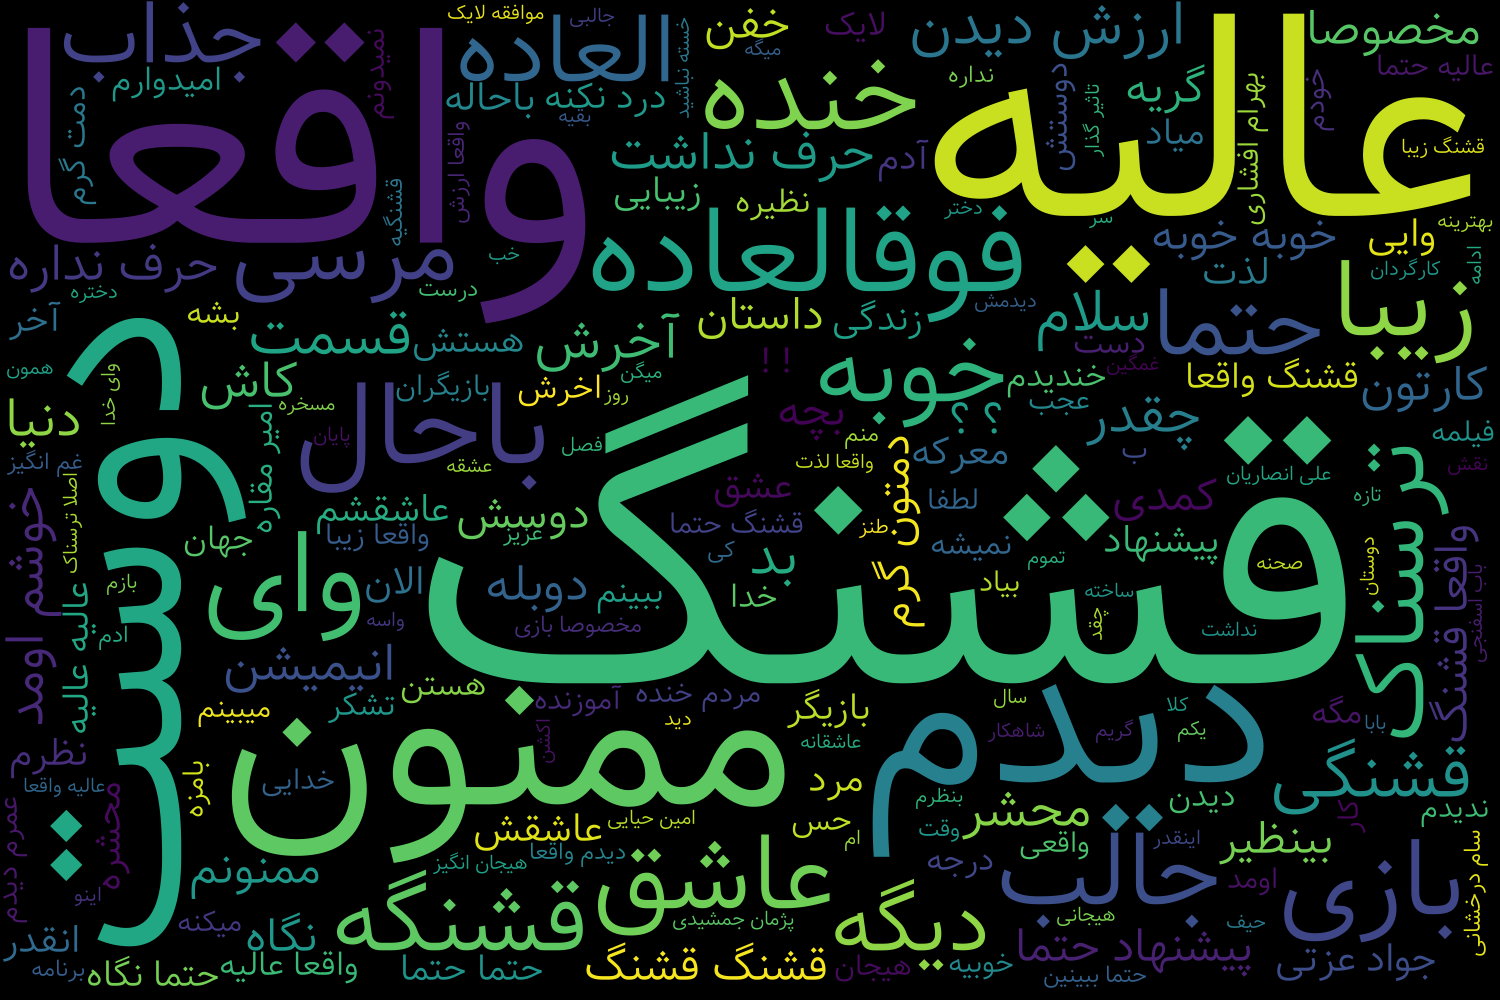 موافقه لایک
جالبی
خسته نباشید
خفن
میگه
لایک
ارزش دیدن
مخصوصا
عالیه حتما
نمیدونم
جذاب
العاده
واقعا
عالیه
خنده
نداره
دوستش
تاثیر گذار
گریه
میاد
بهرام افشاری
خودم
قشنگ زیبا
امیدوارم
درد نکنه
باحاله
بقیه
دمت گرم
واقعا ارزش
حرف نداشت
آدم
زیبایی
نظیره
دختر
سر
قشنگیه
بهترینه
وایی
خوبه خوبه
لذت
کارگردان
ادامه
فوقالعاده
مرسی
حرف نداره
خب
درست
دختره
دیدمش
زیبا
حتما
سلام
زندگی
داستان
دست
غمگین
آخر
بشه
قسمت
هستش
آخرش
! !
خوبه
خندیدم
قشنگ واقعا
کارتون
همون
وای خدا
کاش
بازیگران
اخرش
میگن
روز
بچه
عجب
چقدر
؟ ؟
دنیا
مسخره
امیر مقاره
باحال
فیلمه
پایان
فصل
منم
معرکه
ب
ترسناک
نقش
غم انگیز
عشقه
واقعا لذت
علی انصاریان
تازه
دوست
خوشم اومد
اصلا ترسناک
عشق
دمتون گرم
لطفا
کمدی
قشنگ
عاشقشم
دوسش
عزیز
قشنگ حتما
طنز
نمیشه
پیشنهاد
واقعا زیبا
جهان
وای
کی
بد
تموم
صحنه
دوستان
واقعا قشنگ
باب اسفنجی
بازم
الان
دوبله
ببینم
خدا
بیاد
ساخته
چقد
نداشت
عالیه عالیه
ادم
واسه
مخصوصا بازی
انیمیشن
هستن
آموزنده
مردم خنده
سال
کلا
مگه
بابا
میبینم
تشکر
دید
بازیگر
شاهکار
گریم
یکم
ممنون
دیدم
اکشن
عاشقانه
نظرم
قشنگی
عالیه واقعا
بامزه
خدایی
مرد
بنظرم
دیدن
ندیدم
عمرم دیدم
محشره
امین حیایی
عاشقش
حس
وقت
محشر
کار
ام
واقعی
جالب
اینقدر
بینظیر
بازی
سام درخشانی
دیدم واقعا
هیجان انگیز
درجه
ممنونم
اینو
عاشق
اومد
قشنگه
پژمان جمشیدی
دیگه
هیجانی
حیف
میکنه
نگاه
انقدر
برنامه
حتما نگاه
واقعا عالیه
حتما حتما
قشنگ قشنگ
هیجان
خوبیه
پیشنهاد حتما
حتما ببینین
جواد عزتی